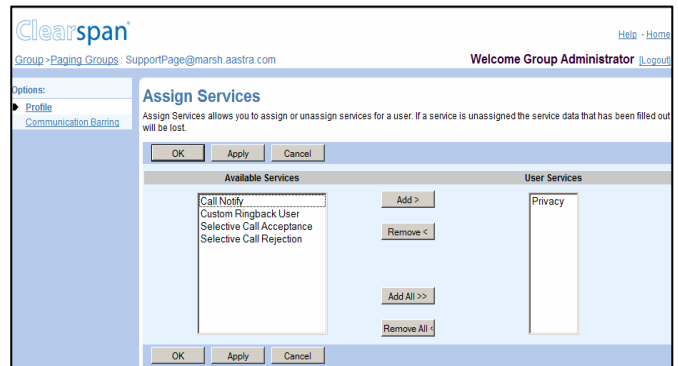 Clearspan
Help - Home
Group >Paging Groups : SupportPage@marsh.aastra.com
Welcome Group Administrator [Logout]
Options:
Profile
Communication Barring
Assign Services
Assign Services allows you to assign or unassign services for a user. If a service is unassigned the service data that has been filled out
will be lost.
OK Apply Cancel
Available Services User Services
Call Notify
Custom Ringback User
Selective Call Acceptance
Selective Call Rejection
Add >
Remove <
Add All >>
Remove All <
Privacy
OK Apply Cancel